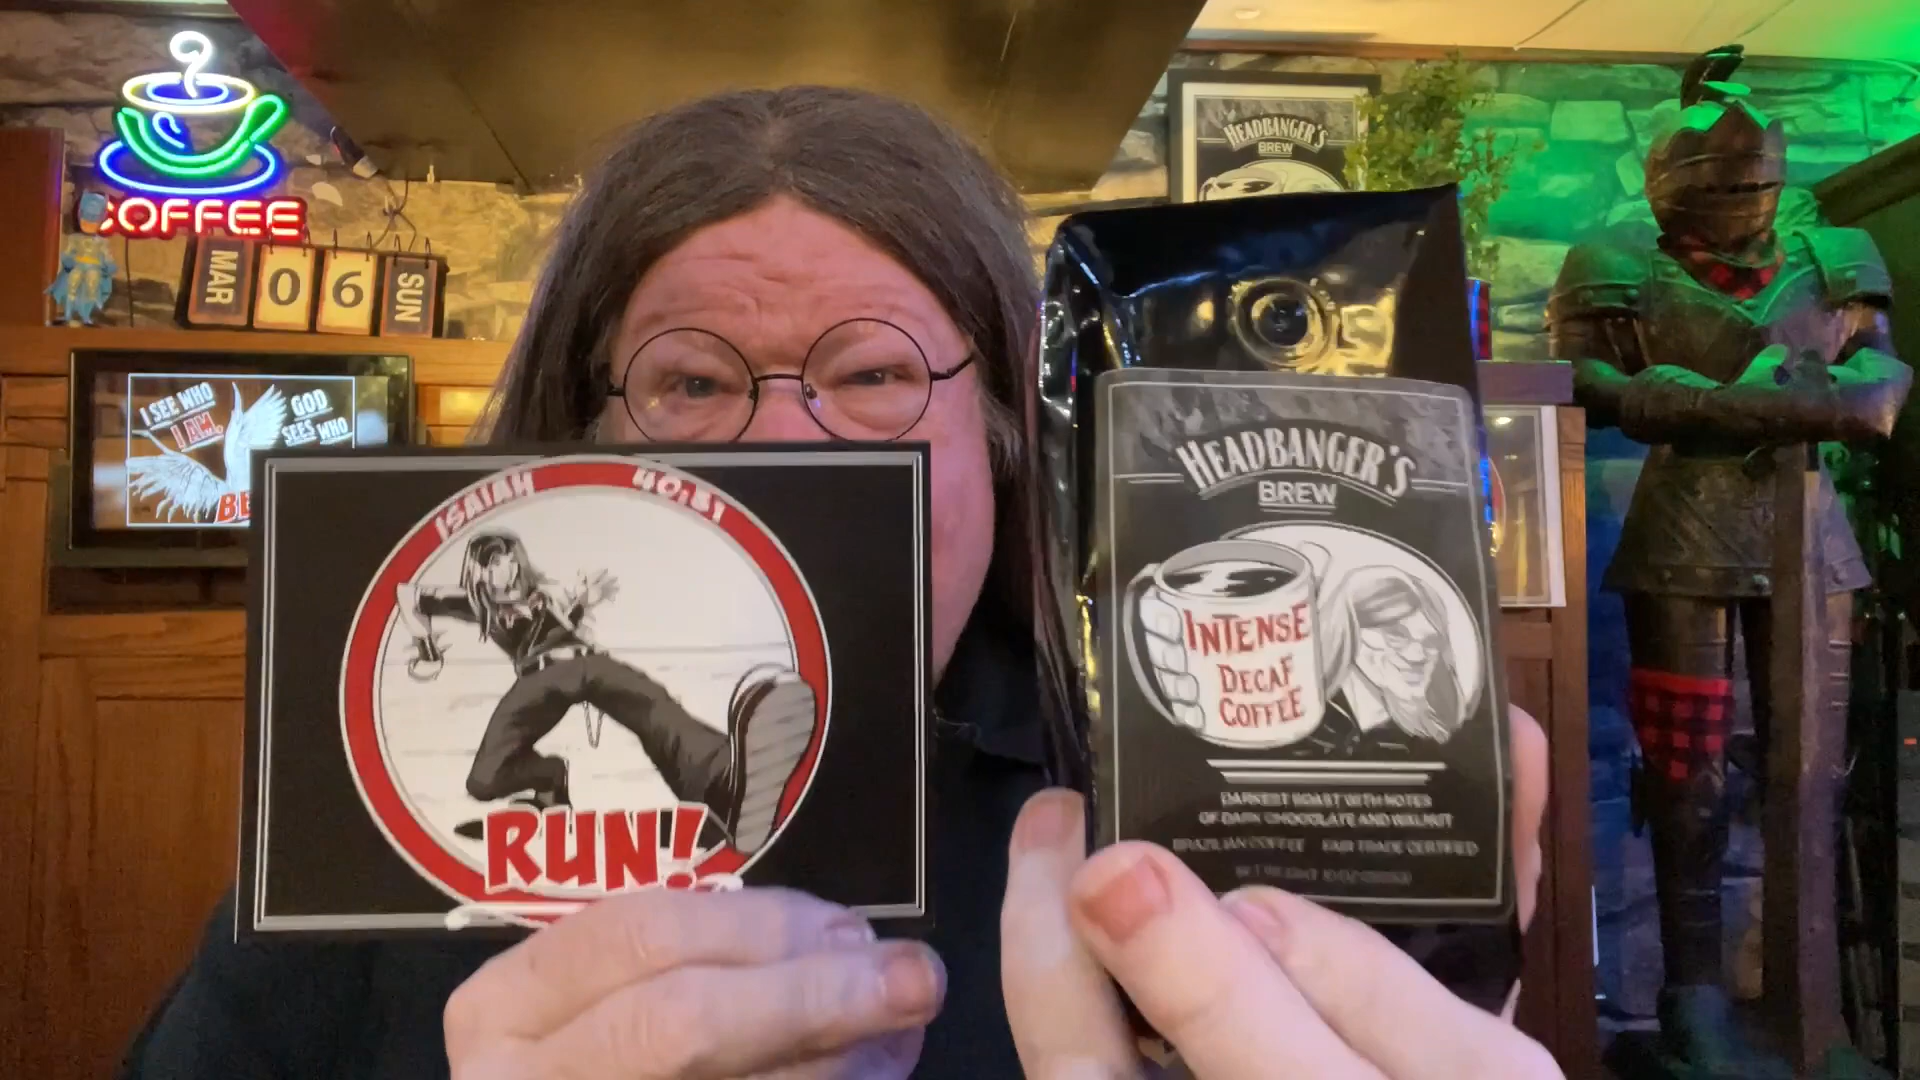 COFFEE
MAR
06
SUN
I SEE WHO
I AM,
GOD
SEES WHO
BE
HEADBANGER'S
BREW
ISAIAH 40:31
RUN!
HEADBANGER'S
BREW
INTENSE
DECAF
COFFEE
DARKEST ROAST WITH NOTES
OF DARK CHOCOLATE AND WALNUT
BRAZILIAN COFFEE FAIR TRADE CERTIFIED